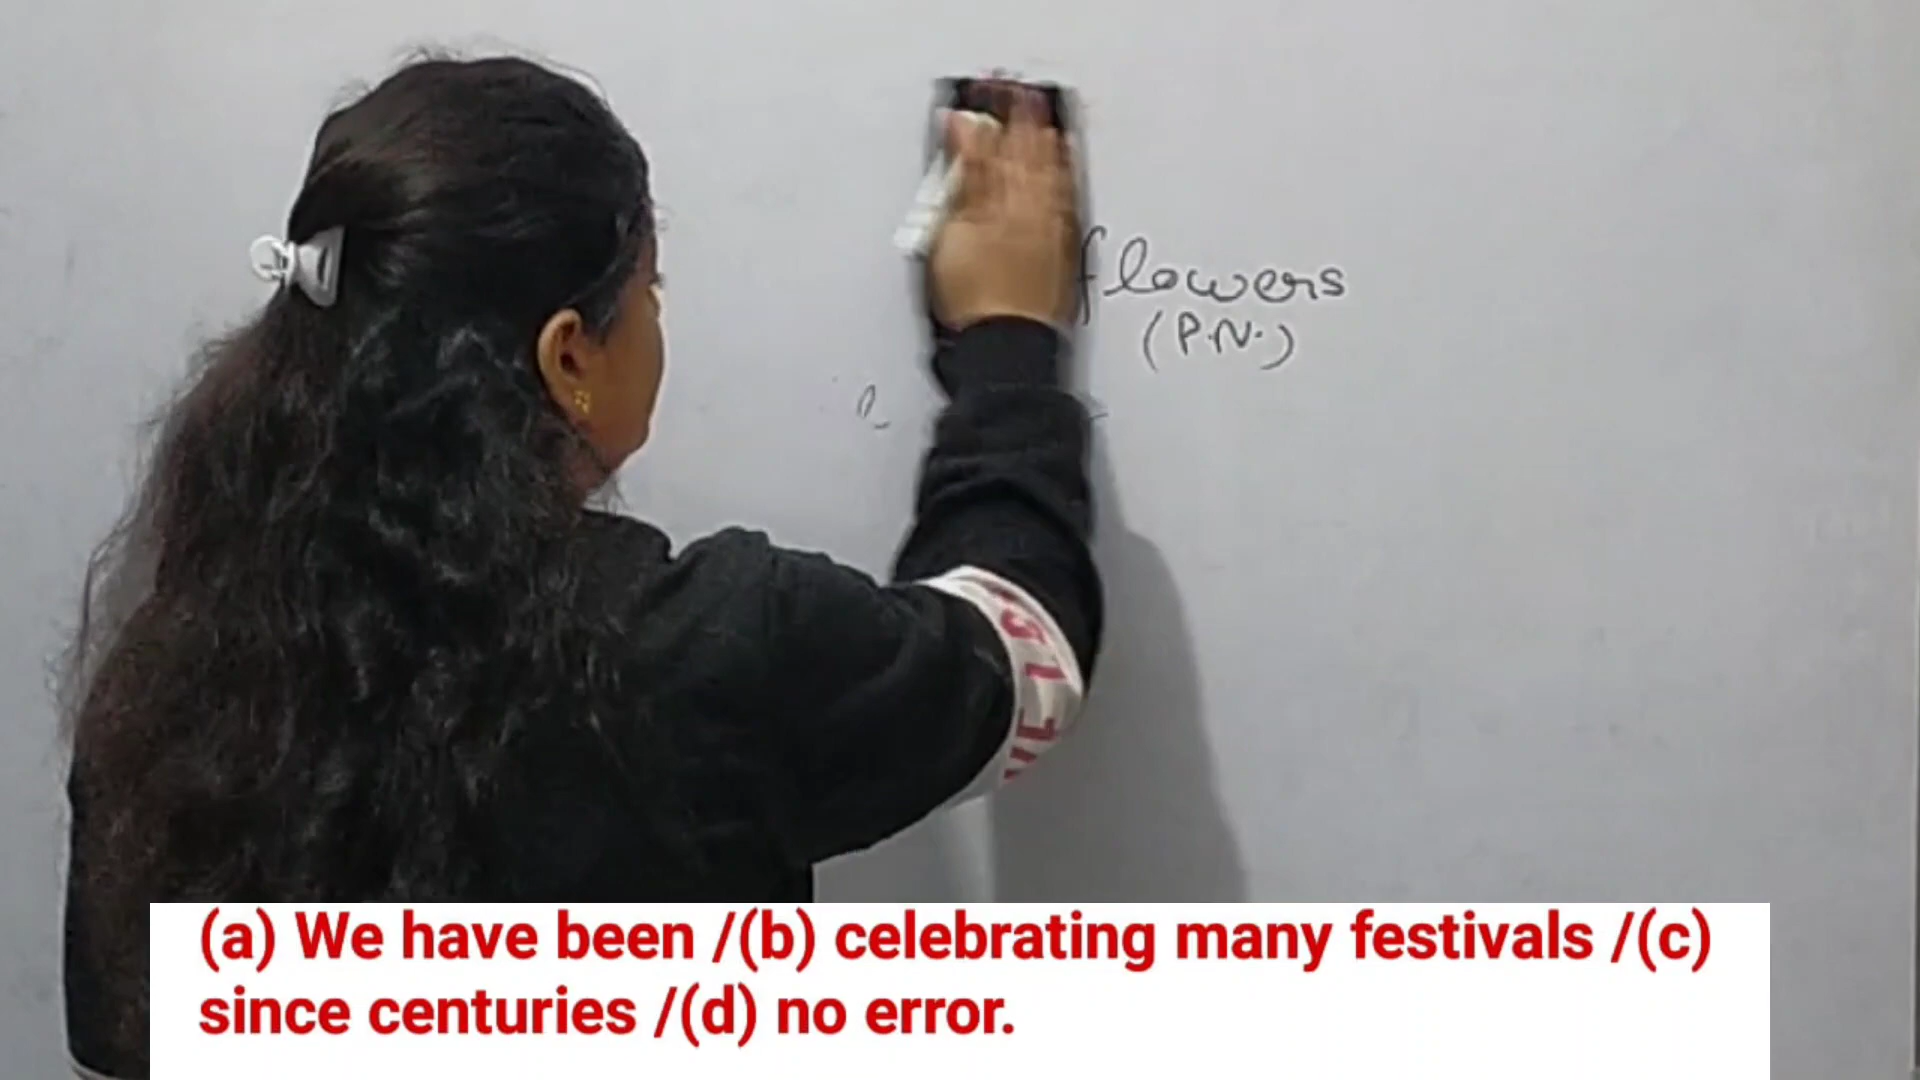 flowers
(P.N.)
(a) We have been /(b) celebrating many festivals /(c)
since centuries /(d) no error.